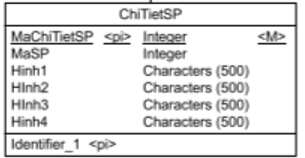 ChiTietSP
MaChiTietSP <pi> Integer <M>
MaSP Integer
Hinh1 Characters (500)
HInh2 Characters (500)
HInh3 Characters (500)
Hinh4 Characters (500)
Identifier_1 <pi>